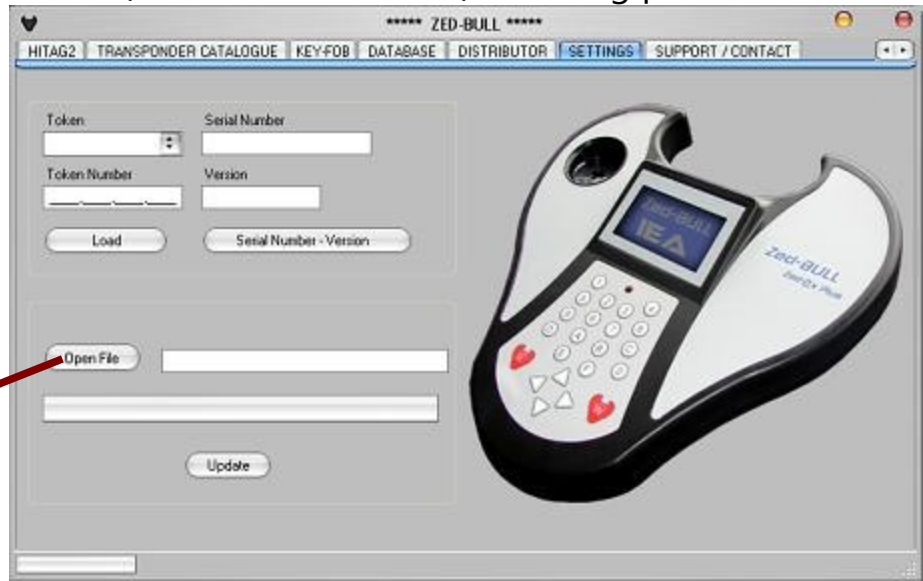 ***** ZED-BULL *****
HITAG2 TRANSPONDER CATALOGUE KEY-FOB DATABASE DISTRIBUTOR SETTINGS SUPPORT / CONTACT
Token Serial Number
Token Number Version
Load Serial Number - Version
Open File
Update
Zed-BULL
IEA
Zed-BULL